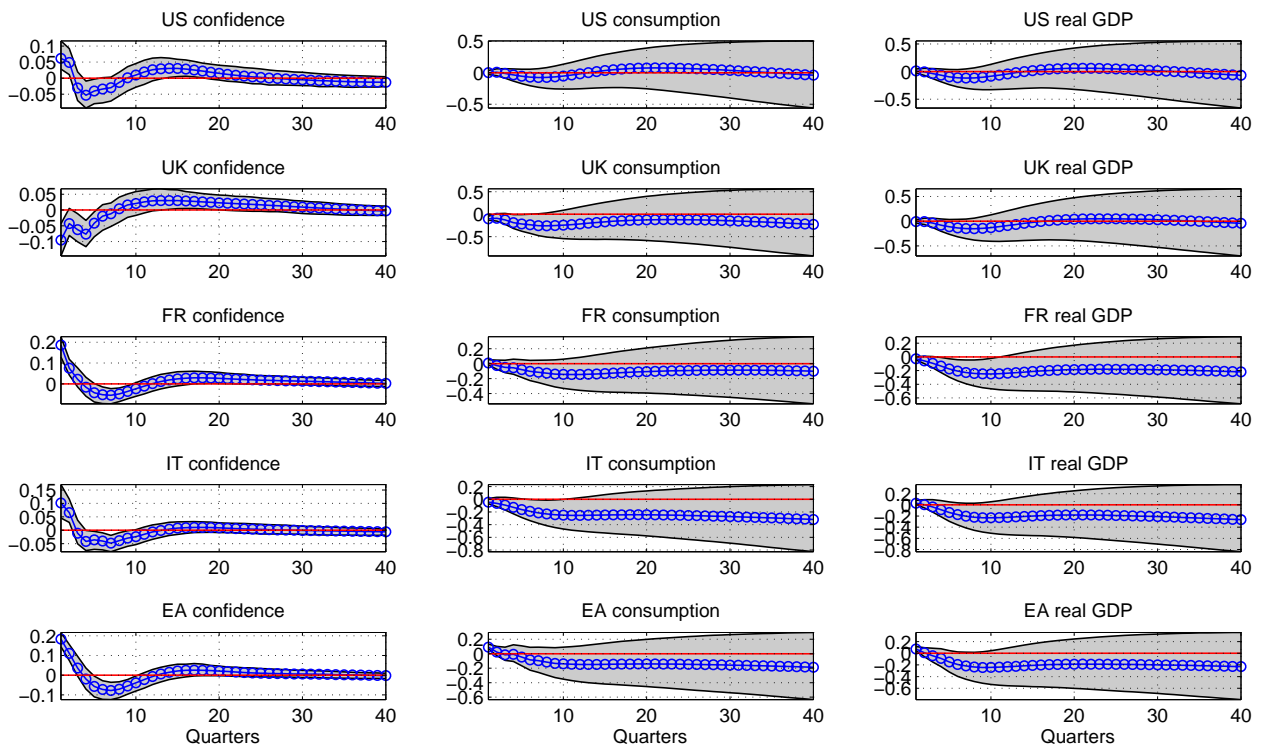 US confidence
0.1
0.05
0
−0.05
10 20 30 40
US consumption
0.5
0
−0.5
10 20 30 40
US real GDP
0.5
0
−0.5
10 20 30 40
UK confidence
0.05
0
−0.05
−0.1
10 20 30 40
UK consumption
0.5
0
−0.5
10 20 30 40
UK real GDP
0.5
0
−0.5
10 20 30 40
FR confidence
0.2
0.1
0
10 20 30 40
FR consumption
0.2
0
−0.2
−0.4
10 20 30 40
FR real GDP
0.2
0
−0.2
−0.4
−0.6
10 20 30 40
IT confidence
0.15
0.1
0.05
0
−0.05
10 20 30 40
IT consumption
0.2
0
−0.2
−0.4
−0.6
−0.8
10 20 30 40
IT real GDP
0.2
0
−0.2
−0.4
−0.6
−0.8
10 20 30 40
EA confidence
0.2
0.1
0
−0.1
10 20 30 40
Quarters
EA consumption
0.2
0
−0.2
−0.4
−0.6
10 20 30 40
Quarters
EA real GDP
0.2
0
−0.2
−0.4
−0.6
10 20 30 40
Quarters